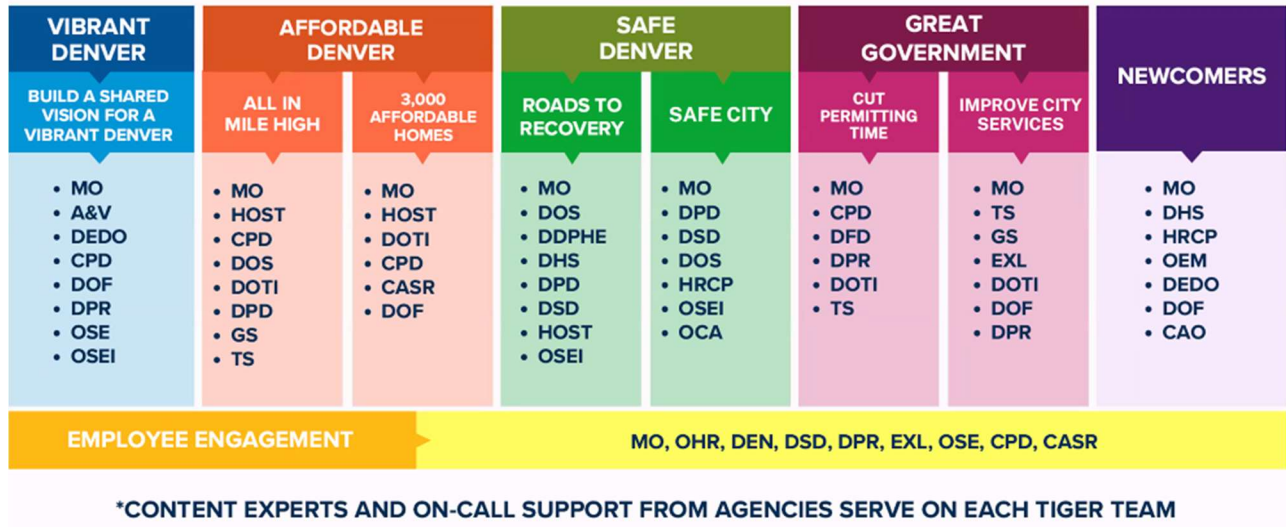 VIBRANT
DENVER
AFFORDABLE
DENVER
SAFE
DENVER
GREAT
GOVERNMENT
NEWCOMERS
BUILD A SHARED
VISION FOR A
VIBRANT DENVER
ALL IN
MILE HIGH
3,000
AFFORDABLE
HOMES
ROADS TO
RECOVERY
SAFE CITY
CUT
PERMITTING
TIME
IMPROVE CITY
SERVICES
• MO
• A&V
• DEDO
• CPD
• DOF
• DPR
• OSE
• OSEI
• MO
• HOST
• CPD
• DOS
• DOTI
• DPD
• GS
• TS
• MO
• HOST
• DOTI
• CPD
• CASR
• DOF
• MO
• DOS
• DDPHE
• DHS
• DPD
• DSD
• HOST
• OSEI
• MO
• DPD
• DSD
• DOS
• HRCP
• OSEI
• OCA
• MO
• CPD
• DFD
• DPR
• DOTI
• TS
• MO
• TS
• GS
• EXL
• DOTI
• DOF
• DPR
• MO
• DHS
• HRCP
• OEM
• DEDO
• DOF
• CAO
EMPLOYEE ENGAGEMENT
MO, OHR, DEN, DSD, DPR, EXL, OSE, CPD, CASR
*CONTENT EXPERTS AND ON-CALL SUPPORT FROM AGENCIES SERVE ON EACH TIGER TEAM